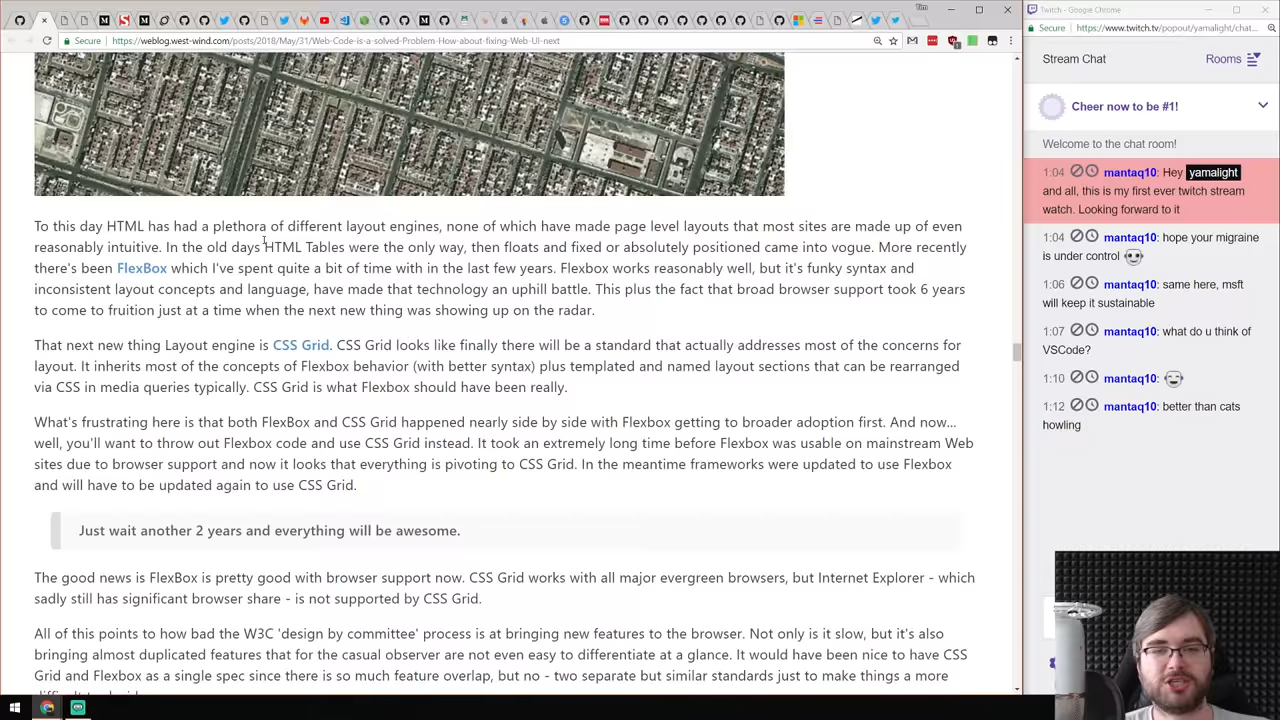 Tim
Secure
https://weblog.west-wind.com/posts/2018/May/31/Web-Code-is-a-solved-Problem-How-about-fixing-Web-UI-next
To this day HTML has had a plethora of different layout engines, none of which have made page level layouts that most sites are made up of even
reasonably intuitive. In the old days HTML Tables were the only way, then floats and fixed or absolutely positioned came into vogue. More recently
there's been FlexBox which I've spent quite a bit of time with in the last few years. Flexbox works reasonably well, but it's funky syntax and
inconsistent layout concepts and language, have made that technology an uphill battle. This plus the fact that broad browser support took 6 years
to come to fruition just at a time when the next new thing was showing up on the radar.
That next new thing Layout engine is CSS Grid. CSS Grid looks like finally there will be a standard that actually addresses most of the concerns for
layout. It inherits most of the concepts of Flexbox behavior (with better syntax) plus templated and named layout sections that can be rearranged
via CSS in media queries typically. CSS Grid is what Flexbox should have been really.
What's frustrating here is that both FlexBox and CSS Grid happened nearly side by side with Flexbox getting to broader adoption first. And now...
well, you'll want to throw out Flexbox code and use CSS Grid instead. It took an extremely long time before Flexbox was usable on mainstream Web
sites due to browser support and now it looks that everything is pivoting to CSS Grid. In the meantime frameworks were updated to use Flexbox
and will have to be updated again to use CSS Grid.
Just wait another 2 years and everything will be awesome.
The good news is FlexBox is pretty good with browser support now. CSS Grid works with all major evergreen browsers, but Internet Explorer - which
sadly still has significant browser share - is not supported by CSS Grid.
All of this points to how bad the W3C 'design by committee' process is at bringing new features to the browser. Not only is it slow, but it's also
bringing almost duplicated features that for the casual observer are not even easy to differentiate at a glance. It would have been nice to have CSS
Grid and Flexbox as a single spec since there is so much feature overlap, but no - two separate but similar standards just to make things a more
Twitch - Google Chrome
Secure
https://www.twitch.tv/popout/yamalight/chat...
Stream Chat
Rooms
Cheer now to be #1!
Welcome to the chat room!
1:04 mantaq10: Hey yamalight
and all, this is my first ever twitch stream
watch. Looking forward to it
1:04 mantaq10: hope your migraine
is under control
1:06 mantaq10: same here, msft
will keep it sustainable
1:07 mantaq10: what do u think of
VSCode?
1:10 mantaq10:
1:12 mantaq10: better than cats
howling